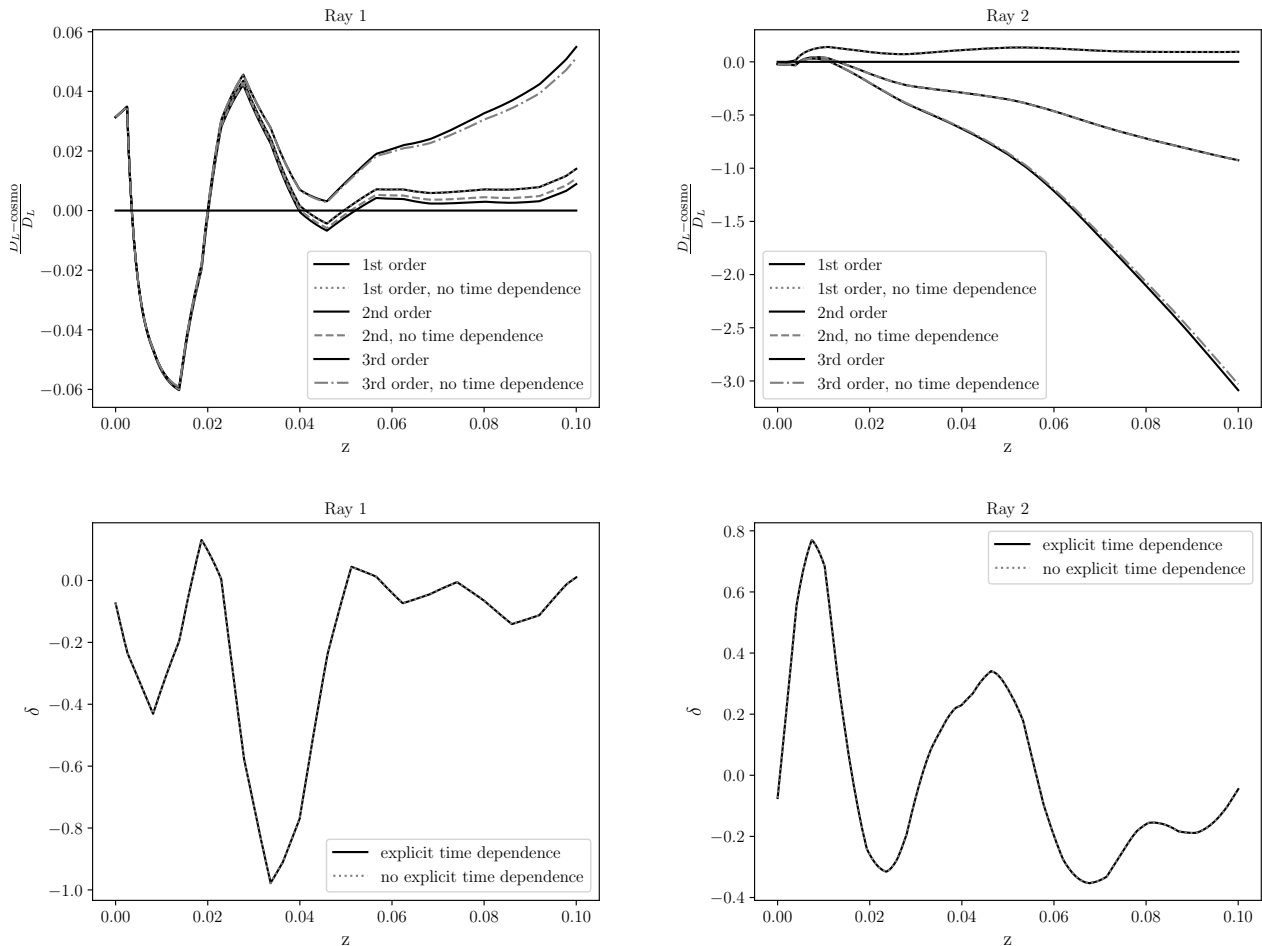 Ray 1
0.06
0.04
0.02
0.00
−0.02
−0.04
−0.06
D_L−cosmo
D_L
1st order
1st order, no time dependence
2nd order
2nd, no time dependence
3rd order
3rd order, no time dependence
0.00 0.02 0.04 0.06 0.08 0.10
z
Ray 2
0.0
−0.5
−1.0
−1.5
−2.0
−2.5
−3.0
D_L−cosmo
D_L
1st order
1st order, no time dependence
2nd order
2nd, no time dependence
3rd order
3rd order, no time dependence
0.00 0.02 0.04 0.06 0.08 0.10
z
Ray 1
0.0
−0.2
−0.4
−0.6
−0.8
−1.0
δ
explicit time dependence
no explicit time dependence
0.00 0.02 0.04 0.06 0.08 0.10
z
Ray 2
0.8
0.6
0.4
0.2
0.0
−0.2
−0.4
δ
explicit time dependence
no explicit time dependence
0.00 0.02 0.04 0.06 0.08 0.10
z